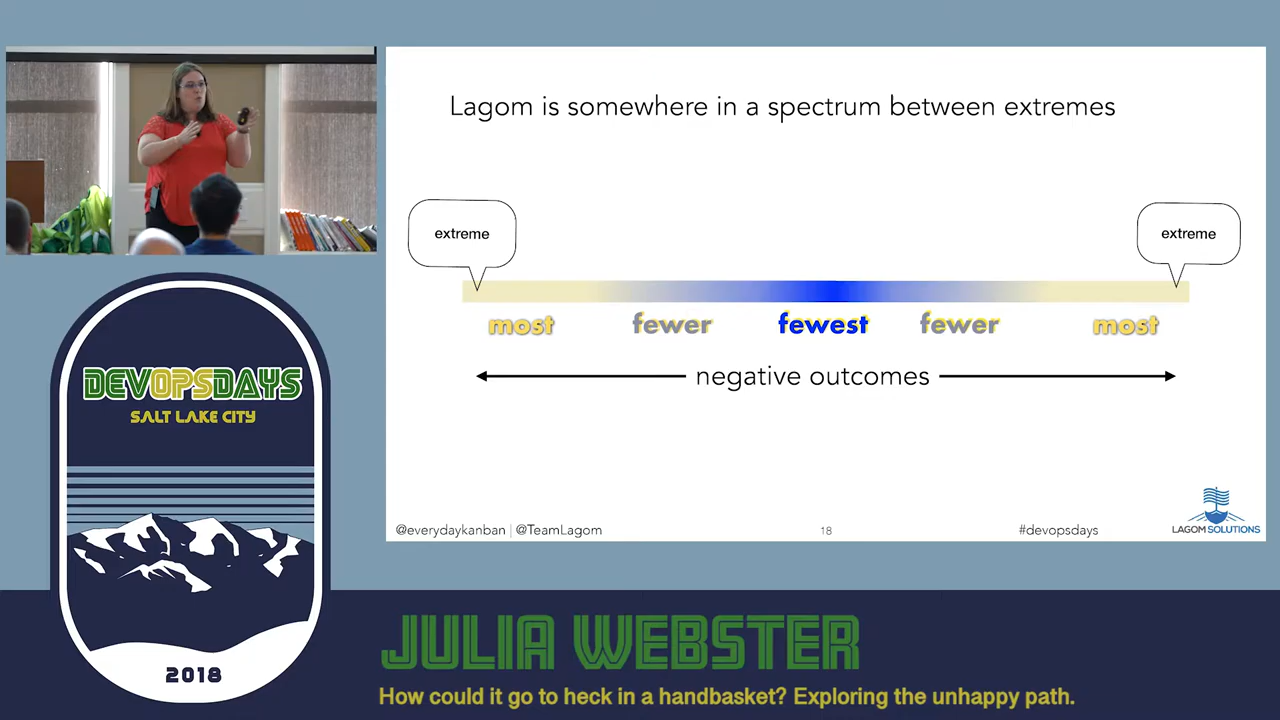 Lagom is somewhere in a spectrum between extremes
extreme
extreme
most
fewer
fewest
fewer
most
negative outcomes
@everydaykanban | @TeamLagom
18
#devopsdays
LAGOM SOLUTIONS
DEVOPSDAYS
SALT LAKE CITY
2018
JULIA WEBSTER
How could it go to heck in a handbasket? Exploring the unhappy path.